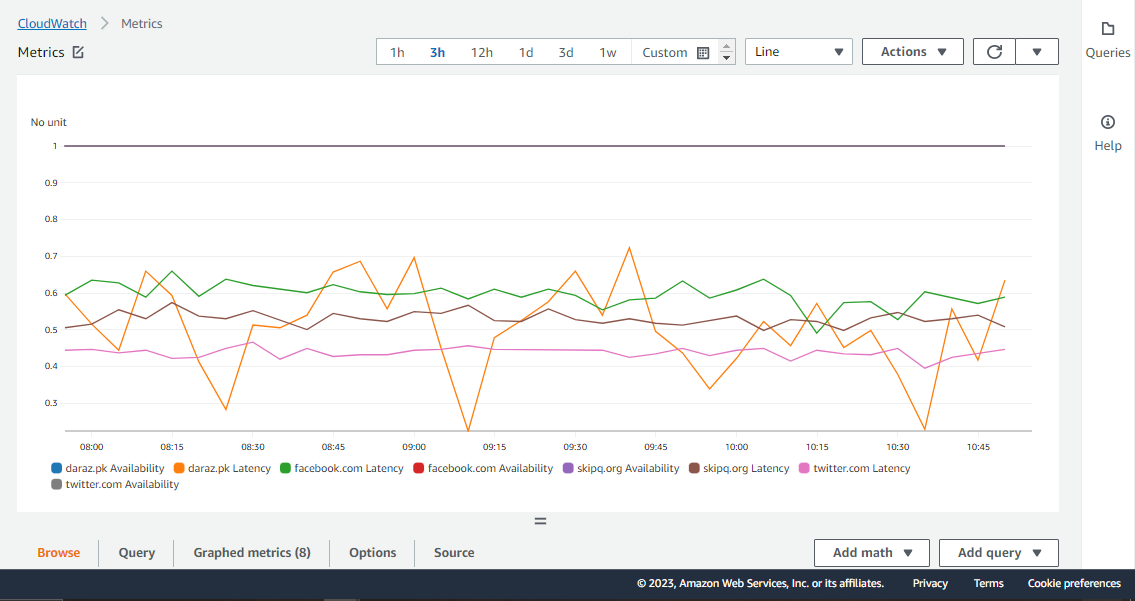 CloudWatch Metrics
Metrics
1h 3h 12h 1d 3d 1w Custom Line Actions
Queries
Help
No unit
1
0.9
0.8
0.7
0.6
0.5
0.4
0.3
08:00 08:15 08:30 08:45 09:00 09:15 09:30 09:45 10:00 10:15 10:30 10:45
daraz.pk Availability daraz.pk Latency facebook.com Latency facebook.com Availability skipq.org Availability skipq.org Latency twitter.com Latency
twitter.com Availability
Browse Query Graphed metrics (8) Options Source Add math Add query
© 2023, Amazon Web Services, Inc. or its affiliates. Privacy Terms Cookie preferences